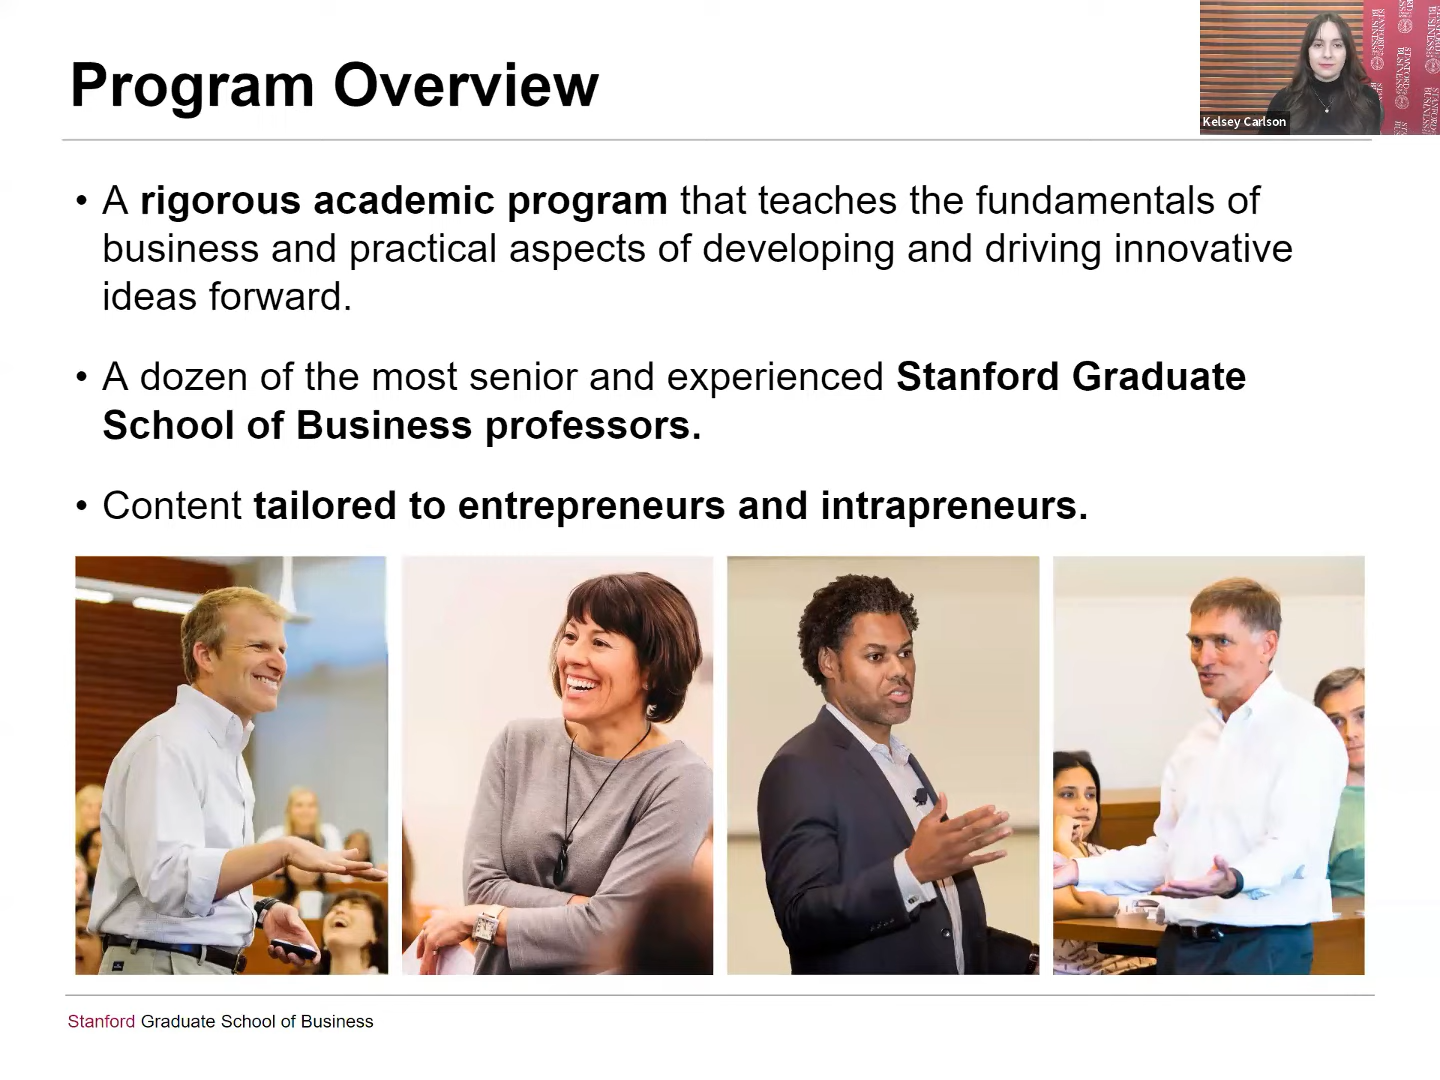 Program Overview
Kelsey Carlson
• A rigorous academic program that teaches the fundamentals of
business and practical aspects of developing and driving innovative
ideas forward.
• A dozen of the most senior and experienced Stanford Graduate
School of Business professors.
• Content tailored to entrepreneurs and intrapreneurs.
Stanford Graduate School of Business